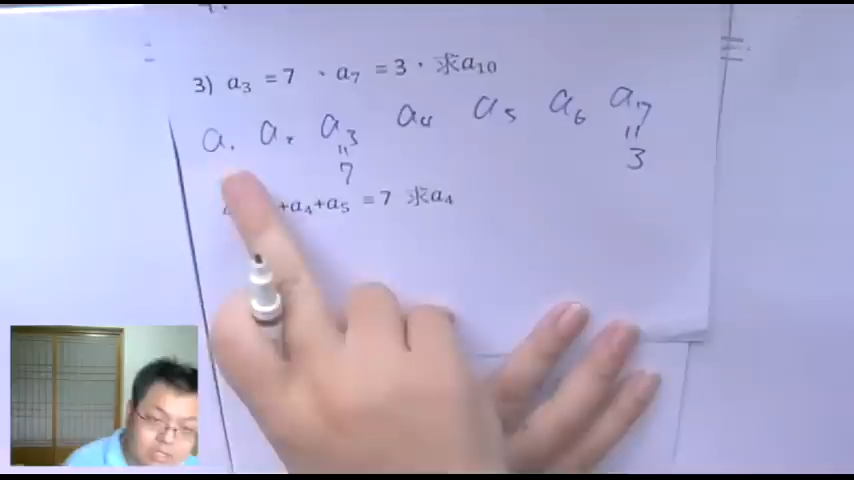 3) a₃ = 7 、a₇ = 3，求a₁₀
a₁ a₂ a₃ a₄ a₅ a₆ a₇
= 7
= 3
+a₄+a₅ = 7 求a₄